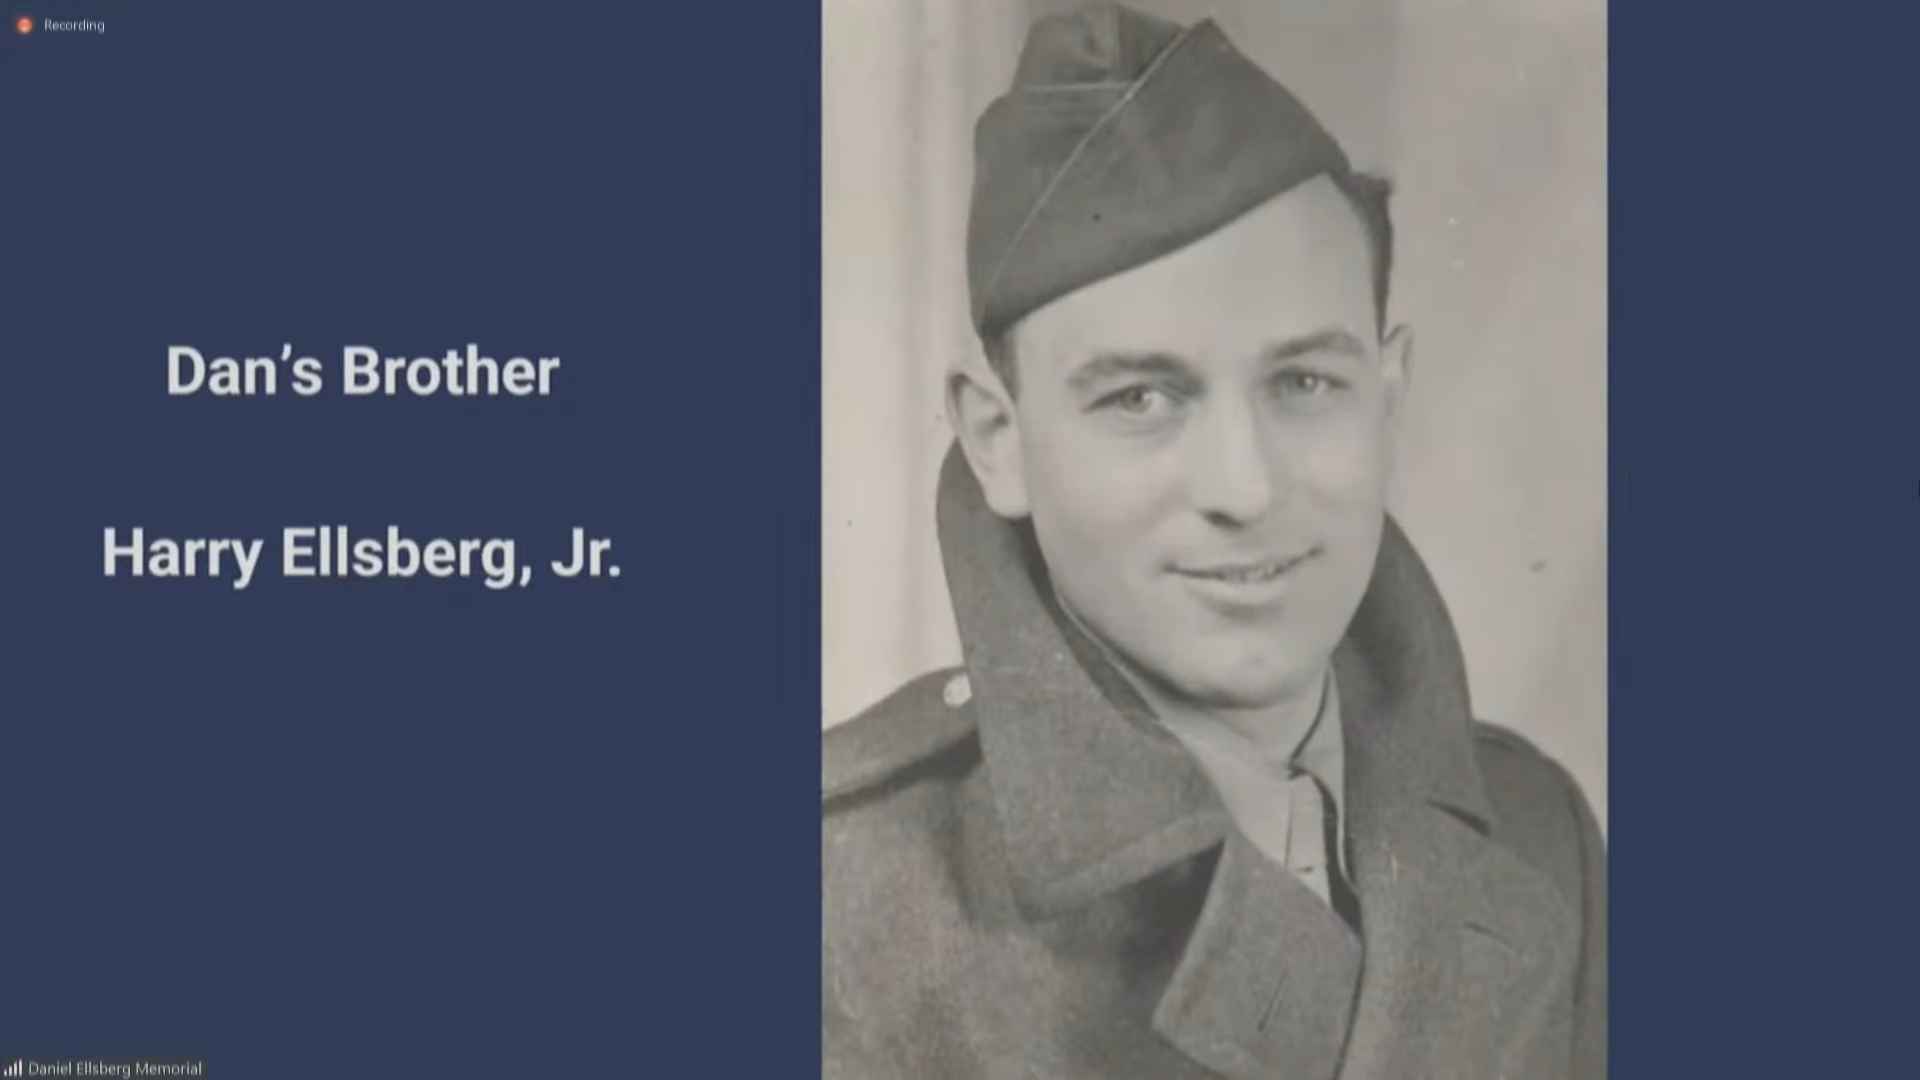 Recording
Dan’s Brother
Harry Ellsberg, Jr.
Daniel Ellsberg Memorial